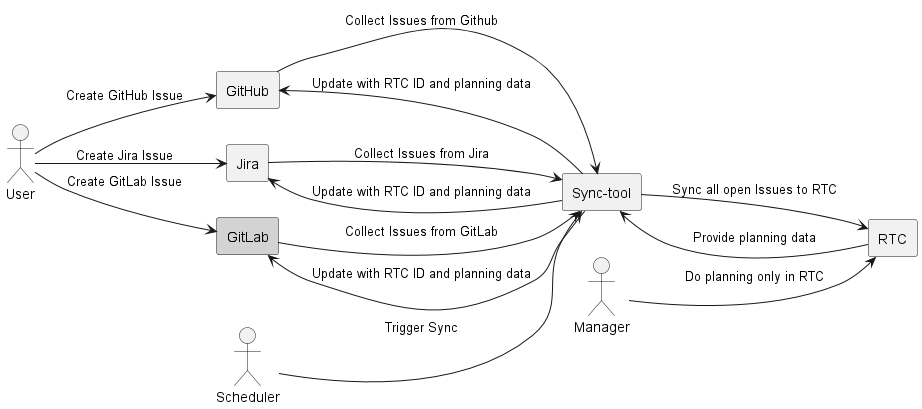 Collect Issues from Github
Update with RTC ID and planning data
Create GitHub Issue
GitHub
Create Jira Issue
Collect Issues from Jira
Jira
User
Create GitLab Issue
Update with RTC ID and planning data
Sync-tool
Sync all open Issues to RTC
GitLab
Collect Issues from GitLab
Provide planning data
RTC
Update with RTC ID and planning data
Do planning only in RTC
Manager
Trigger Sync
Scheduler